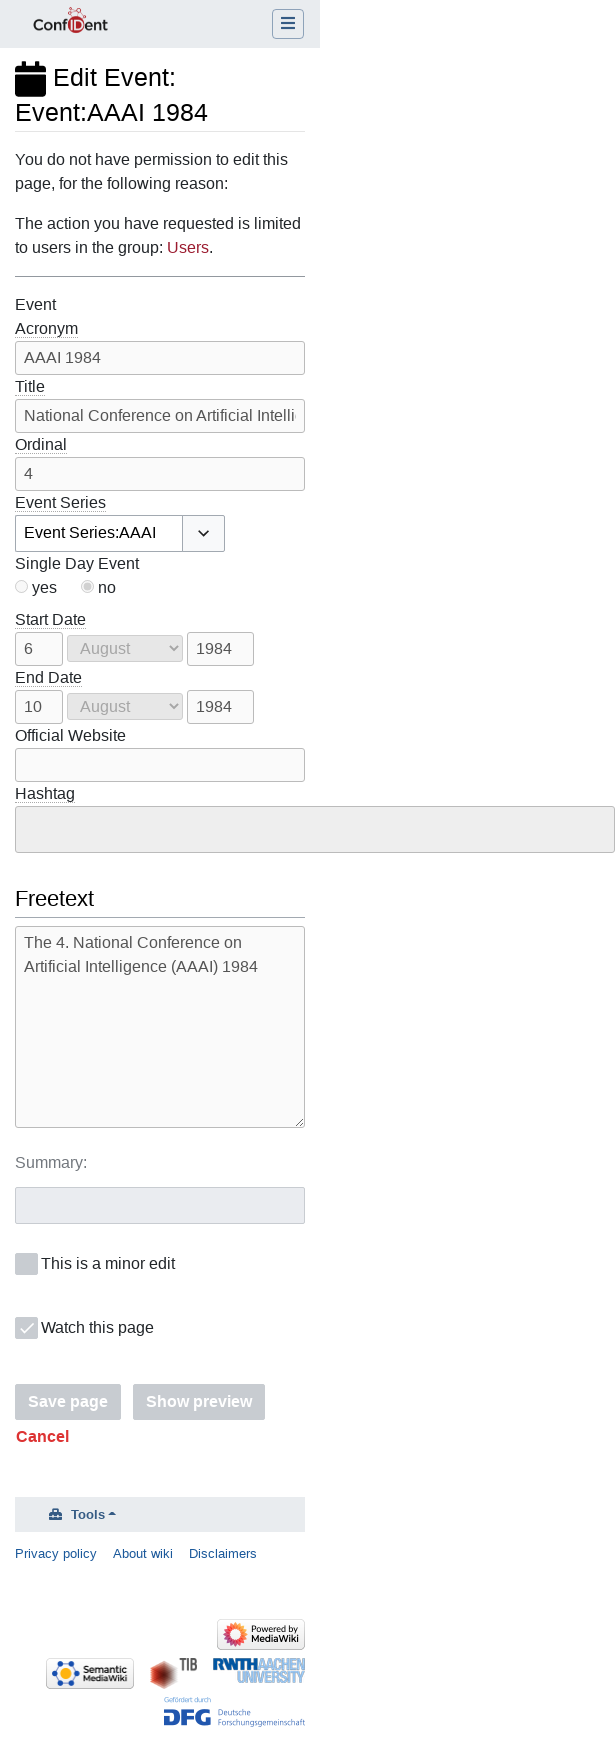 ConfIDent
Edit Event:
Event:AAAI 1984
You do not have permission to edit this
page, for the following reason:
The action you have requested is limited
to users in the group: Users.
Event
Acronym
AAAI 1984
Title
National Conference on Artificial Intelli
Ordinal
4
Event Series
Event Series:AAAI
Single Day Event
yes no
Start Date
6 August 1984
End Date
10 August 1984
Official Website
Hashtag
Freetext
The 4. National Conference on
Artificial Intelligence (AAAI) 1984
Summary:
This is a minor edit
Watch this page
Save page Show preview
Cancel
Tools
Privacy policy About wiki Disclaimers
Powered by
MediaWiki
Semantic
MediaWiki
TIB
RWTH AACHEN
UNIVERSITY
Gefördert durch
DFG Deutsche
Forschungsgemeinschaft